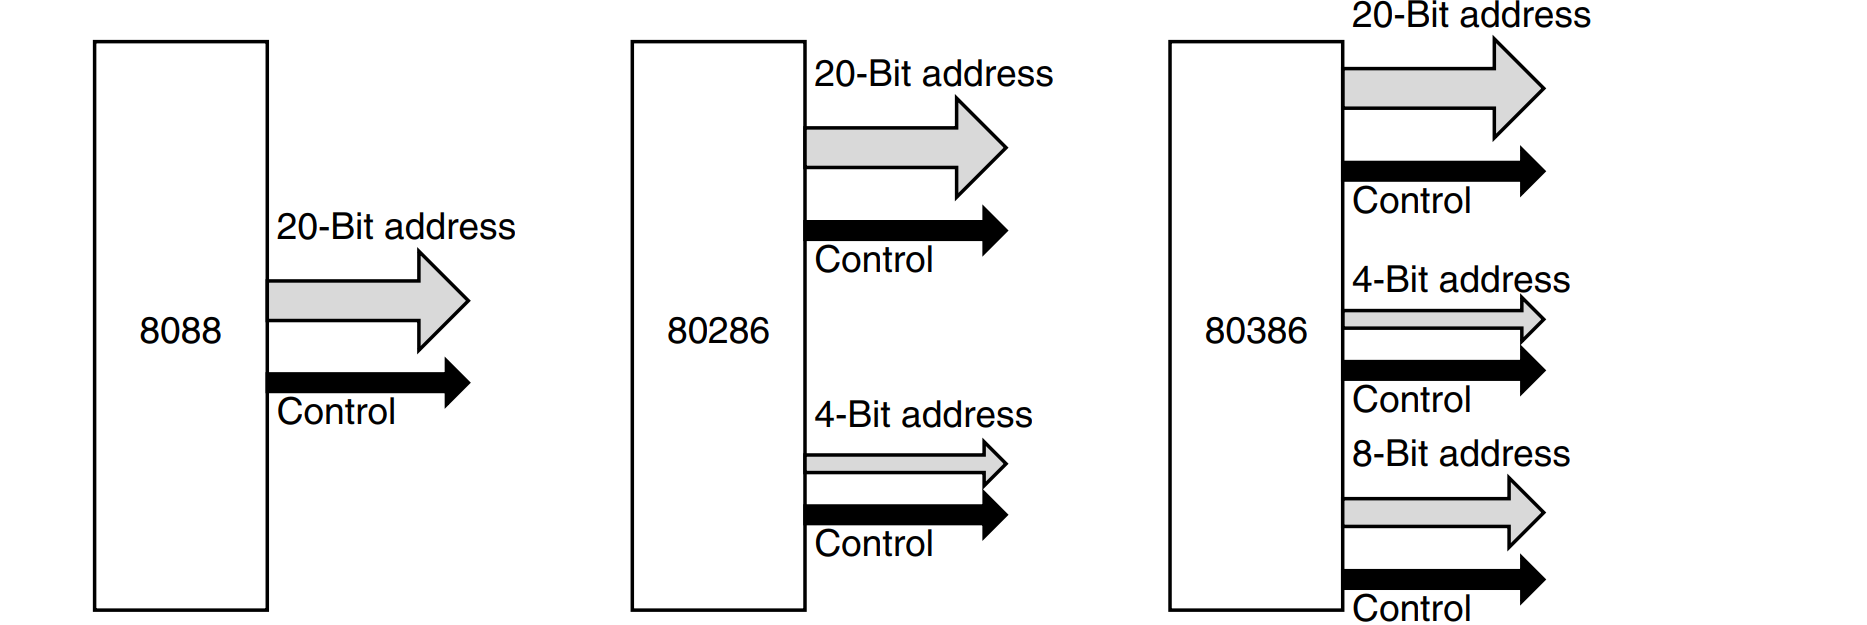 8088
20-Bit address
Control
80286
20-Bit address
Control
4-Bit address
Control
80386
20-Bit address
Control
4-Bit address
Control
8-Bit address
Control